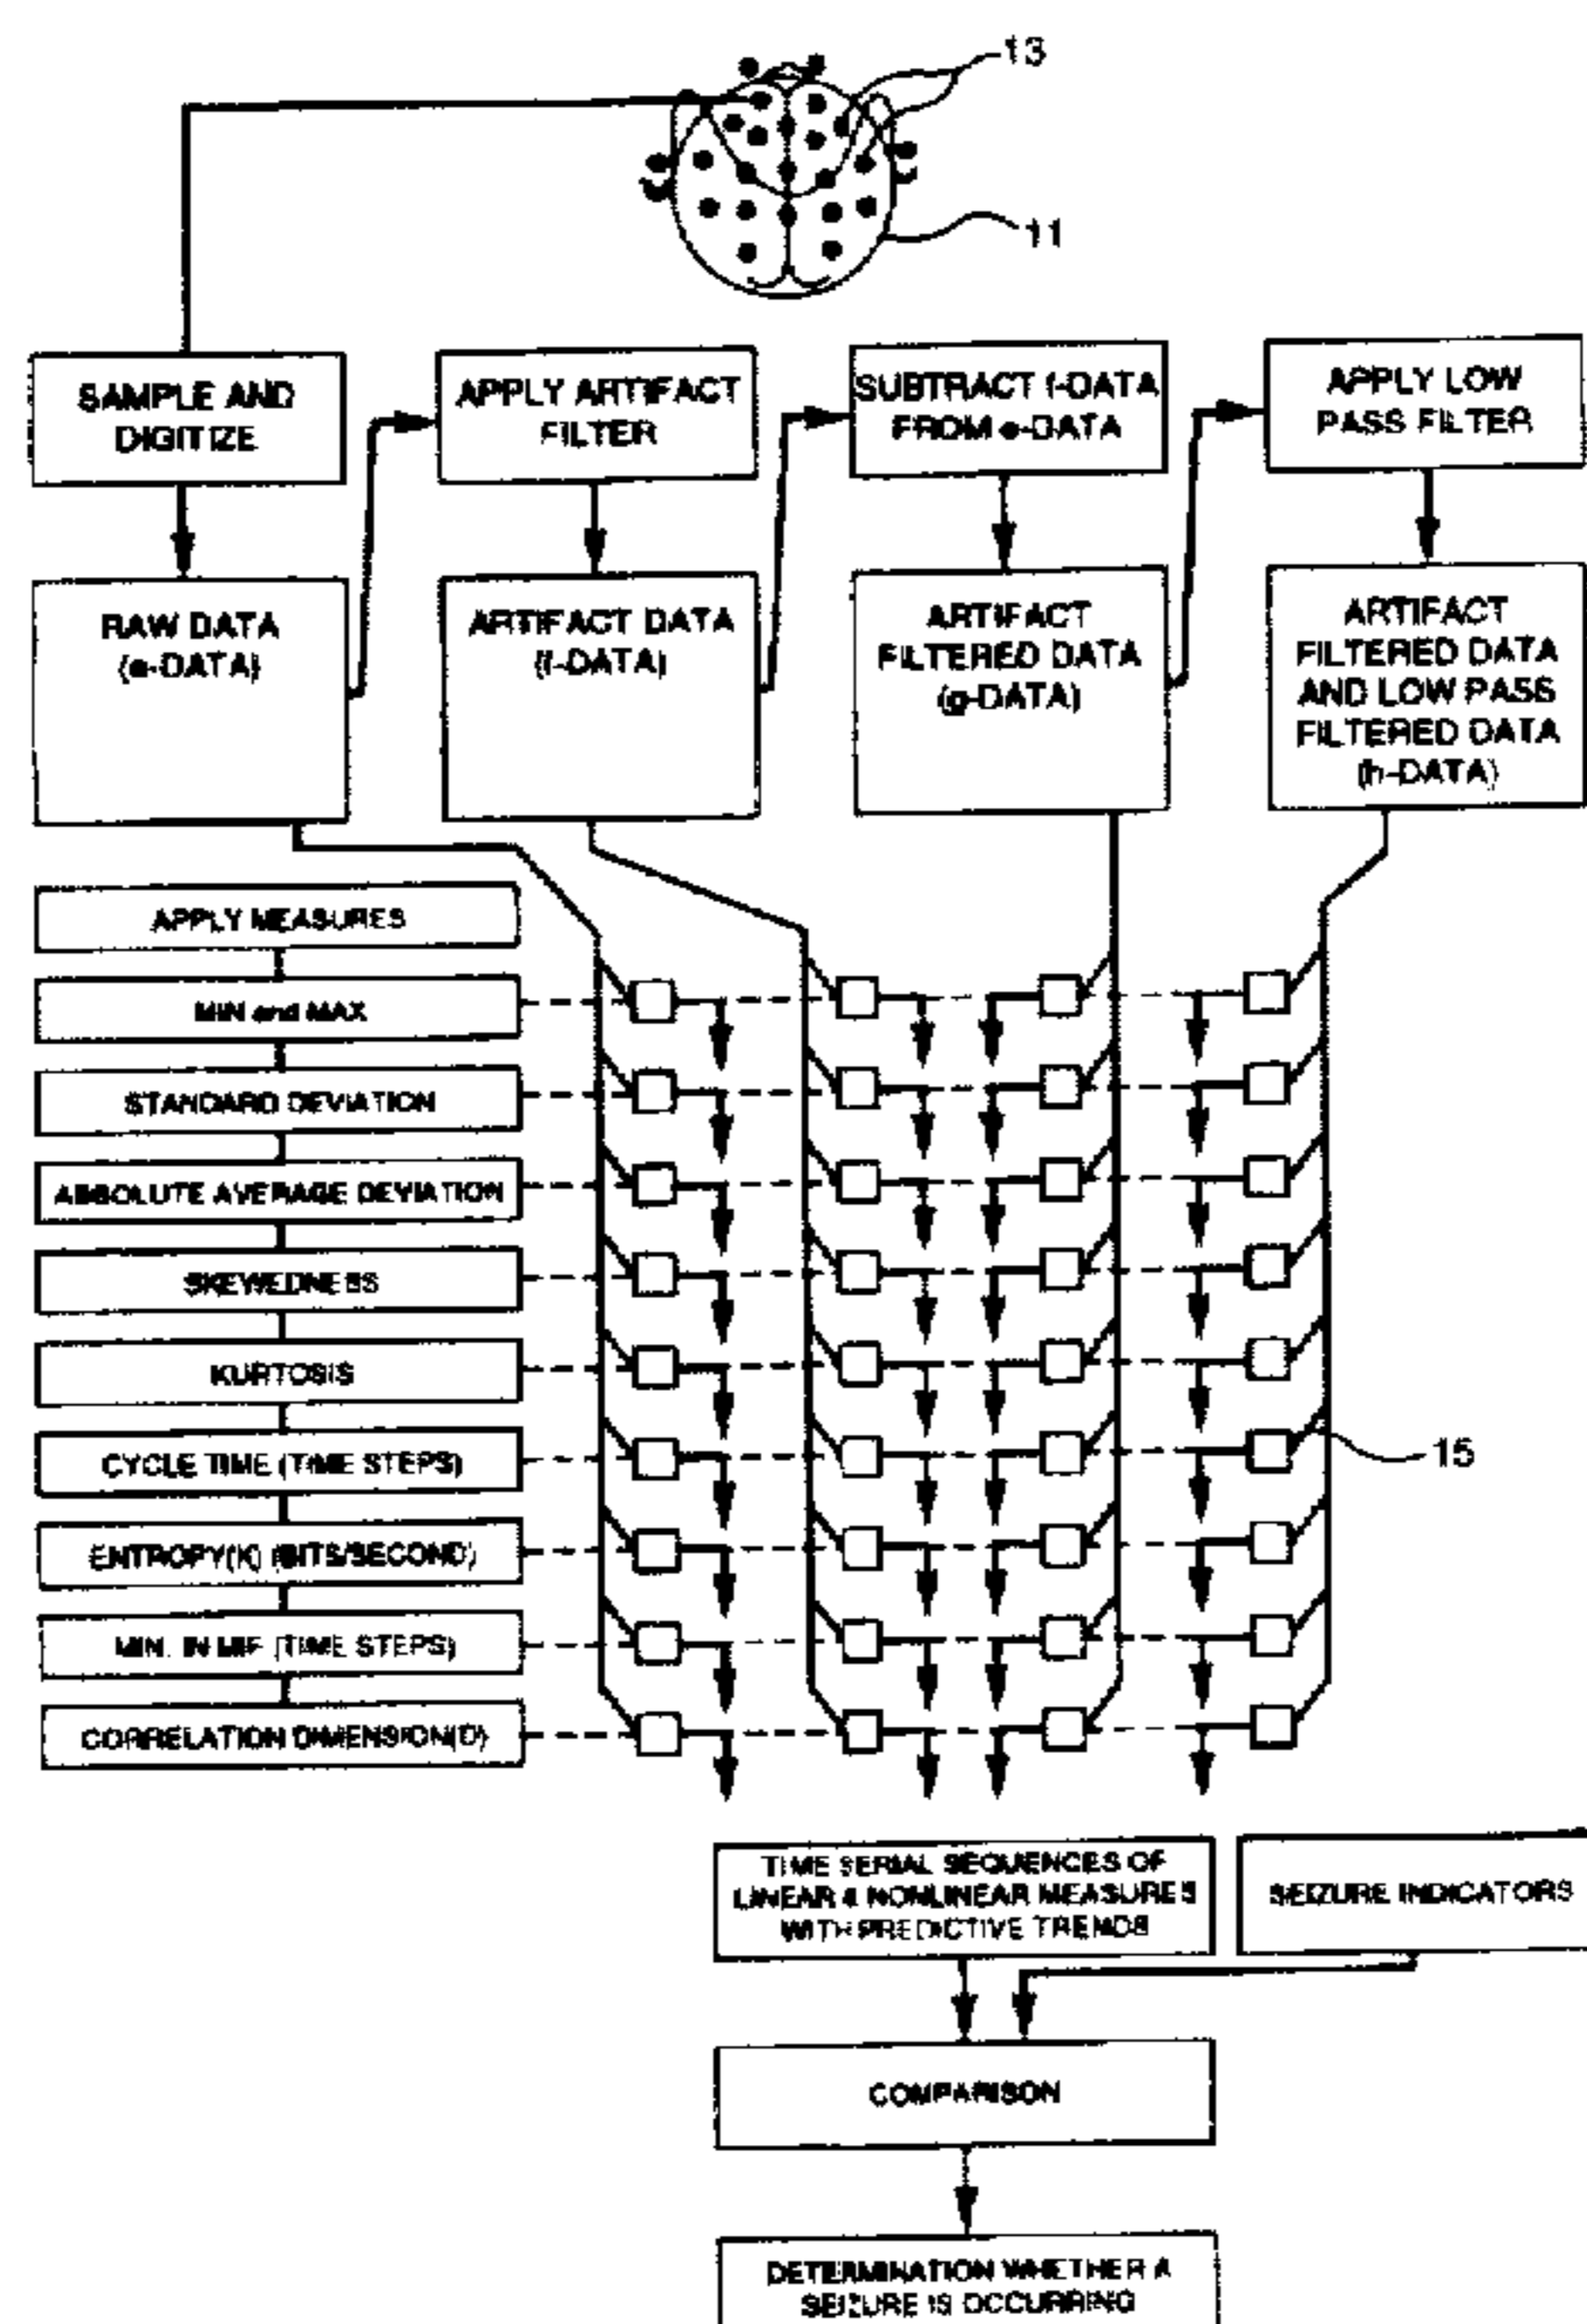 13
11
SAMPLE AND
DIGITIZE
APPLY ARTIFACT
FILTER
SUBTRACT f-DATA
FROM e-DATA
APPLY LOW
PASS FILTER
RAW DATA
(e-DATA)
ARTIFACT DATA
(f-DATA)
ARTIFACT
FILTERED DATA
(g-DATA)
ARTIFACT
FILTERED DATA
AND LOW PASS
FILTERED DATA
(h-DATA)
APPLY MEASURES
MIN and MAX
STANDARD DEVIATION
ABSOLUTE AVERAGE DEVIATION
SKEWEDNESS
KURTOSIS
CYCLE TIME (TIME STEPS)
15
ENTROPY(K) (BITS/SECOND)
MIN. IN MIF (TIME STEPS)
CORRELATION DIMENSION(D)
TIME SERIAL SEQUENCES OF
LINEAR & NONLINEAR MEASURES
WITH PREDICTIVE TRENDS
SEIZURE INDICATORS
COMPARISON
DETERMINATION WHETHER A
SEIZURE IS OCCURRING